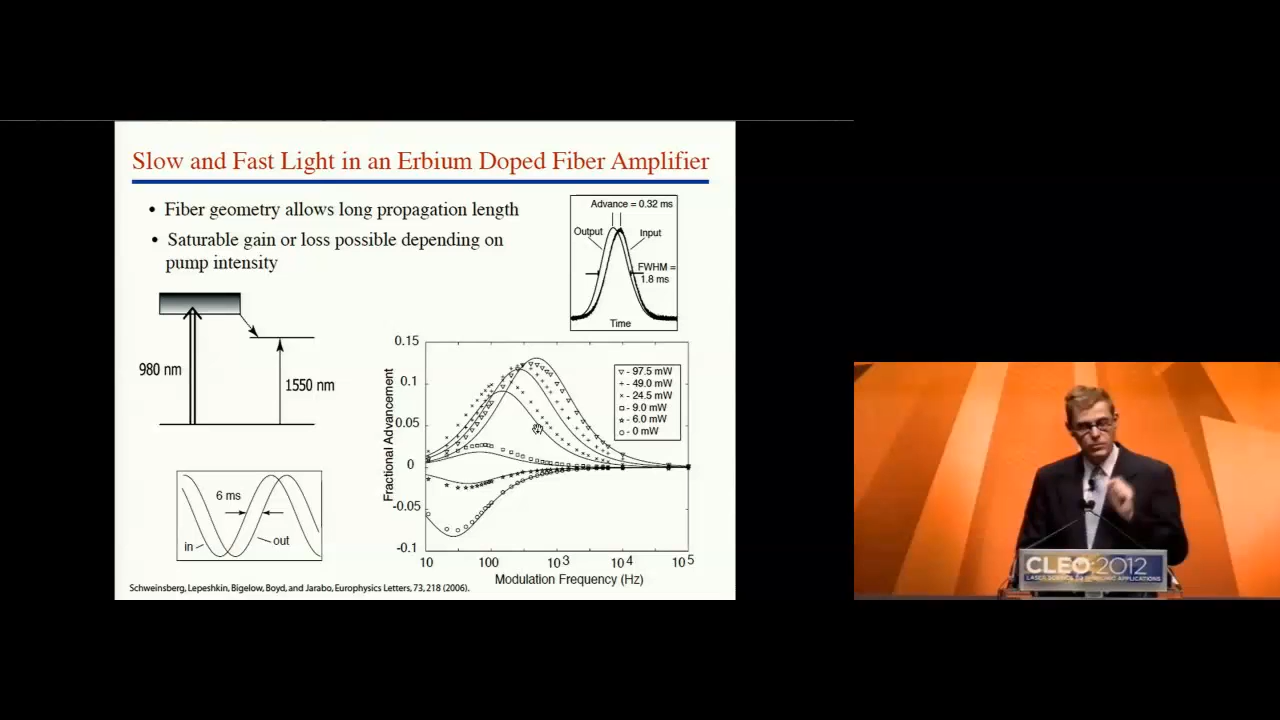 Slow and Fast Light in an Erbium Doped Fiber Amplifier
• Fiber geometry allows long propagation length
• Saturable gain or loss possible depending on
pump intensity
Advance = 0.32 ms
Output
Input
FWHM =
1.8 ms
Time
980 nm
1550 nm
6 ms
in
out
Fractional Advancement
0.15
0.1
0.05
0
-0.05
-0.1
▽ - 97.5 mW
+ - 49.0 mW
× - 24.5 mW
□ - 9.0 mW
★ - 6.0 mW
○ - 0 mW
10 100 10³ 10⁴ 10⁵
Modulation Frequency (Hz)
Schweinsberg, Lepeshkin, Bigelow, Boyd, and Jarabo, Europhysics Letters, 73, 218 (2006).
CLEO:2012